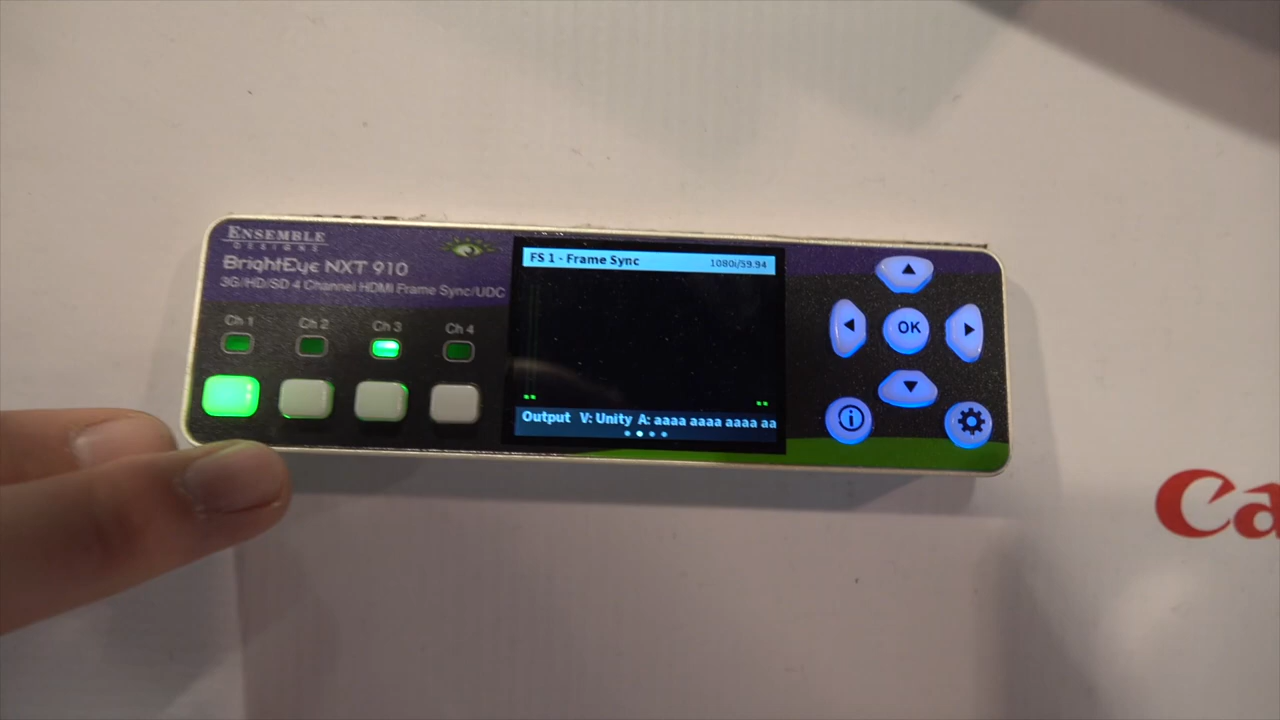 ENSEMBLE
DESIGNS
BrightEye NXT 910
3G/HD/SD 4 Channel HDMI Frame Sync/UDC
Ch 1 Ch 2 Ch 3 Ch 4
FS 1 - Frame Sync 1080i/59.94
Output V: Unity A: aaaa aaaa aaaa aa
OK
Ca